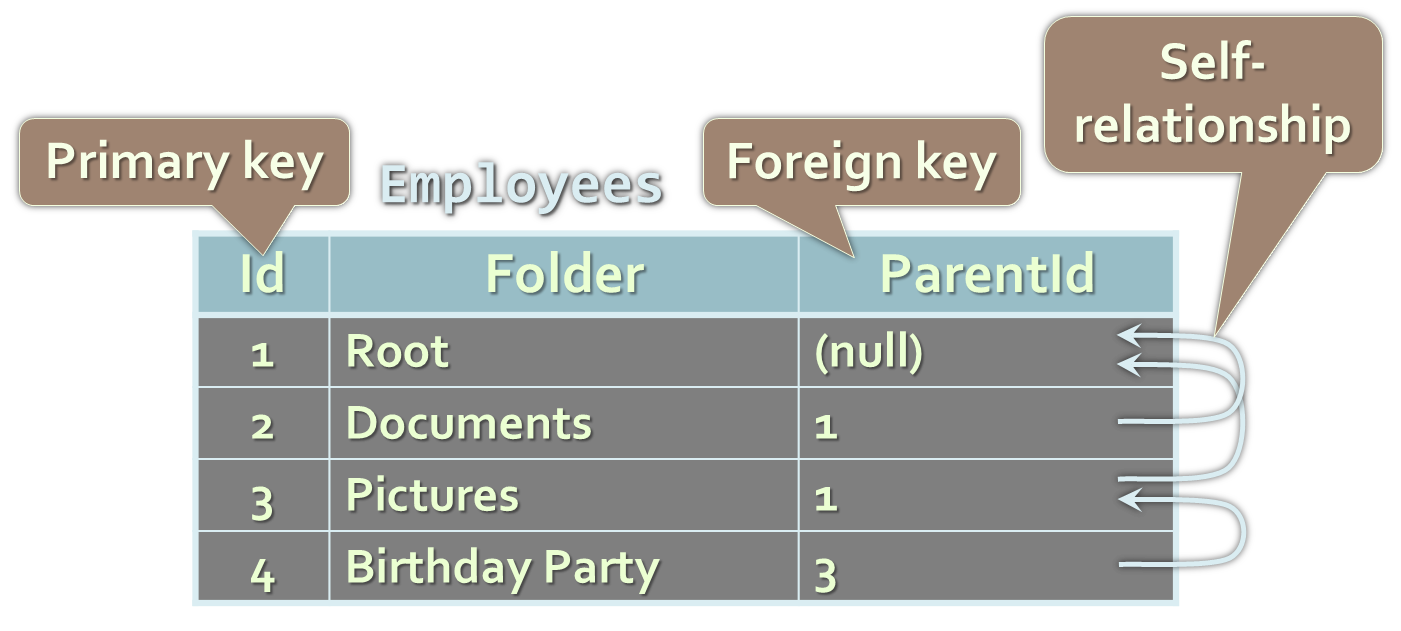 Self-
relationship
Primary key
Employees
Foreign key
Id Folder ParentId
1 Root (null)
2 Documents 1
3 Pictures 1
4 Birthday Party 3